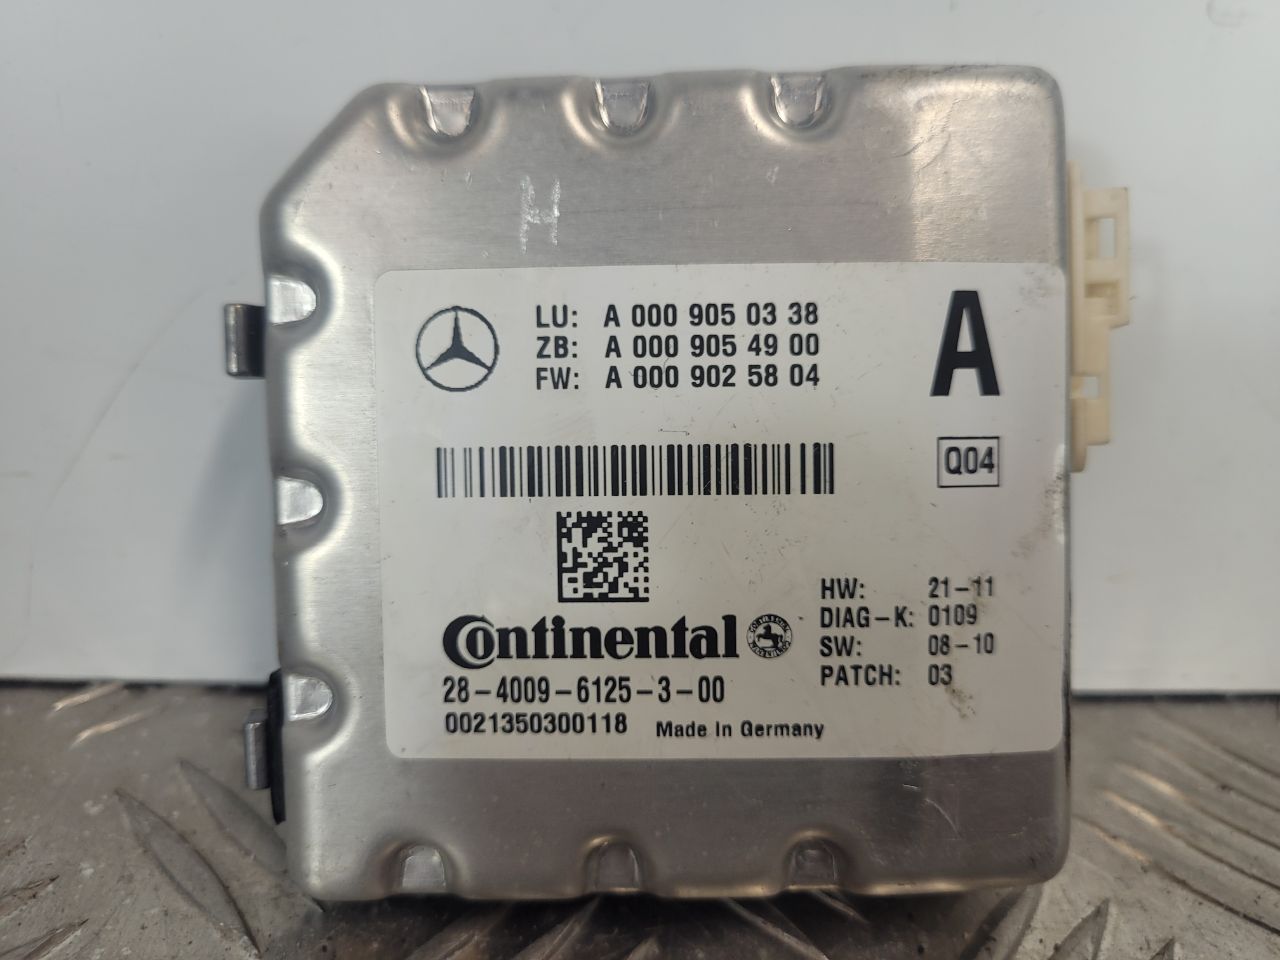 H
LU: A 000 905 03 38
ZB: A 000 905 49 00
FW: A 000 902 58 04
A
Q04
Continental
28-4009-6125-3-00
0021350300118 Made In Germany
HW: 21-11
DIAG-K: 0109
SW: 08-10
PATCH: 03